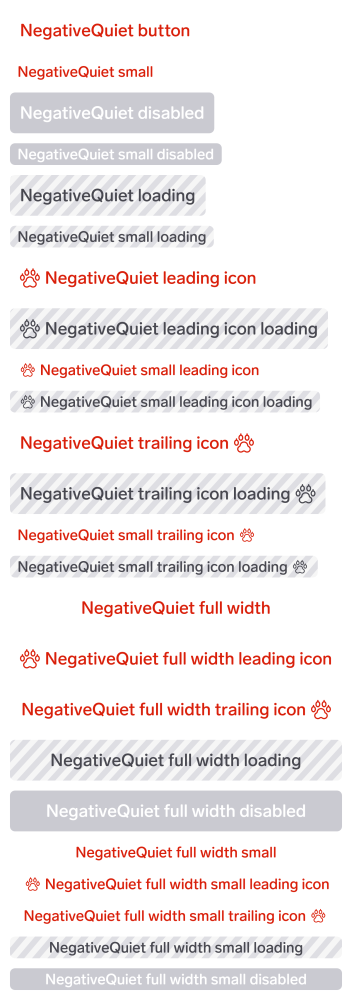 NegativeQuiet button
NegativeQuiet small
NegativeQuiet disabled
NegativeQuiet small disabled
NegativeQuiet loading
NegativeQuiet small loading
NegativeQuiet leading icon
NegativeQuiet leading icon loading
NegativeQuiet small leading icon
NegativeQuiet small leading icon loading
NegativeQuiet trailing icon
NegativeQuiet trailing icon loading
NegativeQuiet small trailing icon
NegativeQuiet small trailing icon loading
NegativeQuiet full width
NegativeQuiet full width leading icon
NegativeQuiet full width trailing icon
NegativeQuiet full width loading
NegativeQuiet full width disabled
NegativeQuiet full width small
NegativeQuiet full width small leading icon
NegativeQuiet full width small trailing icon
NegativeQuiet full width small loading
NegativeQuiet full width small disabled